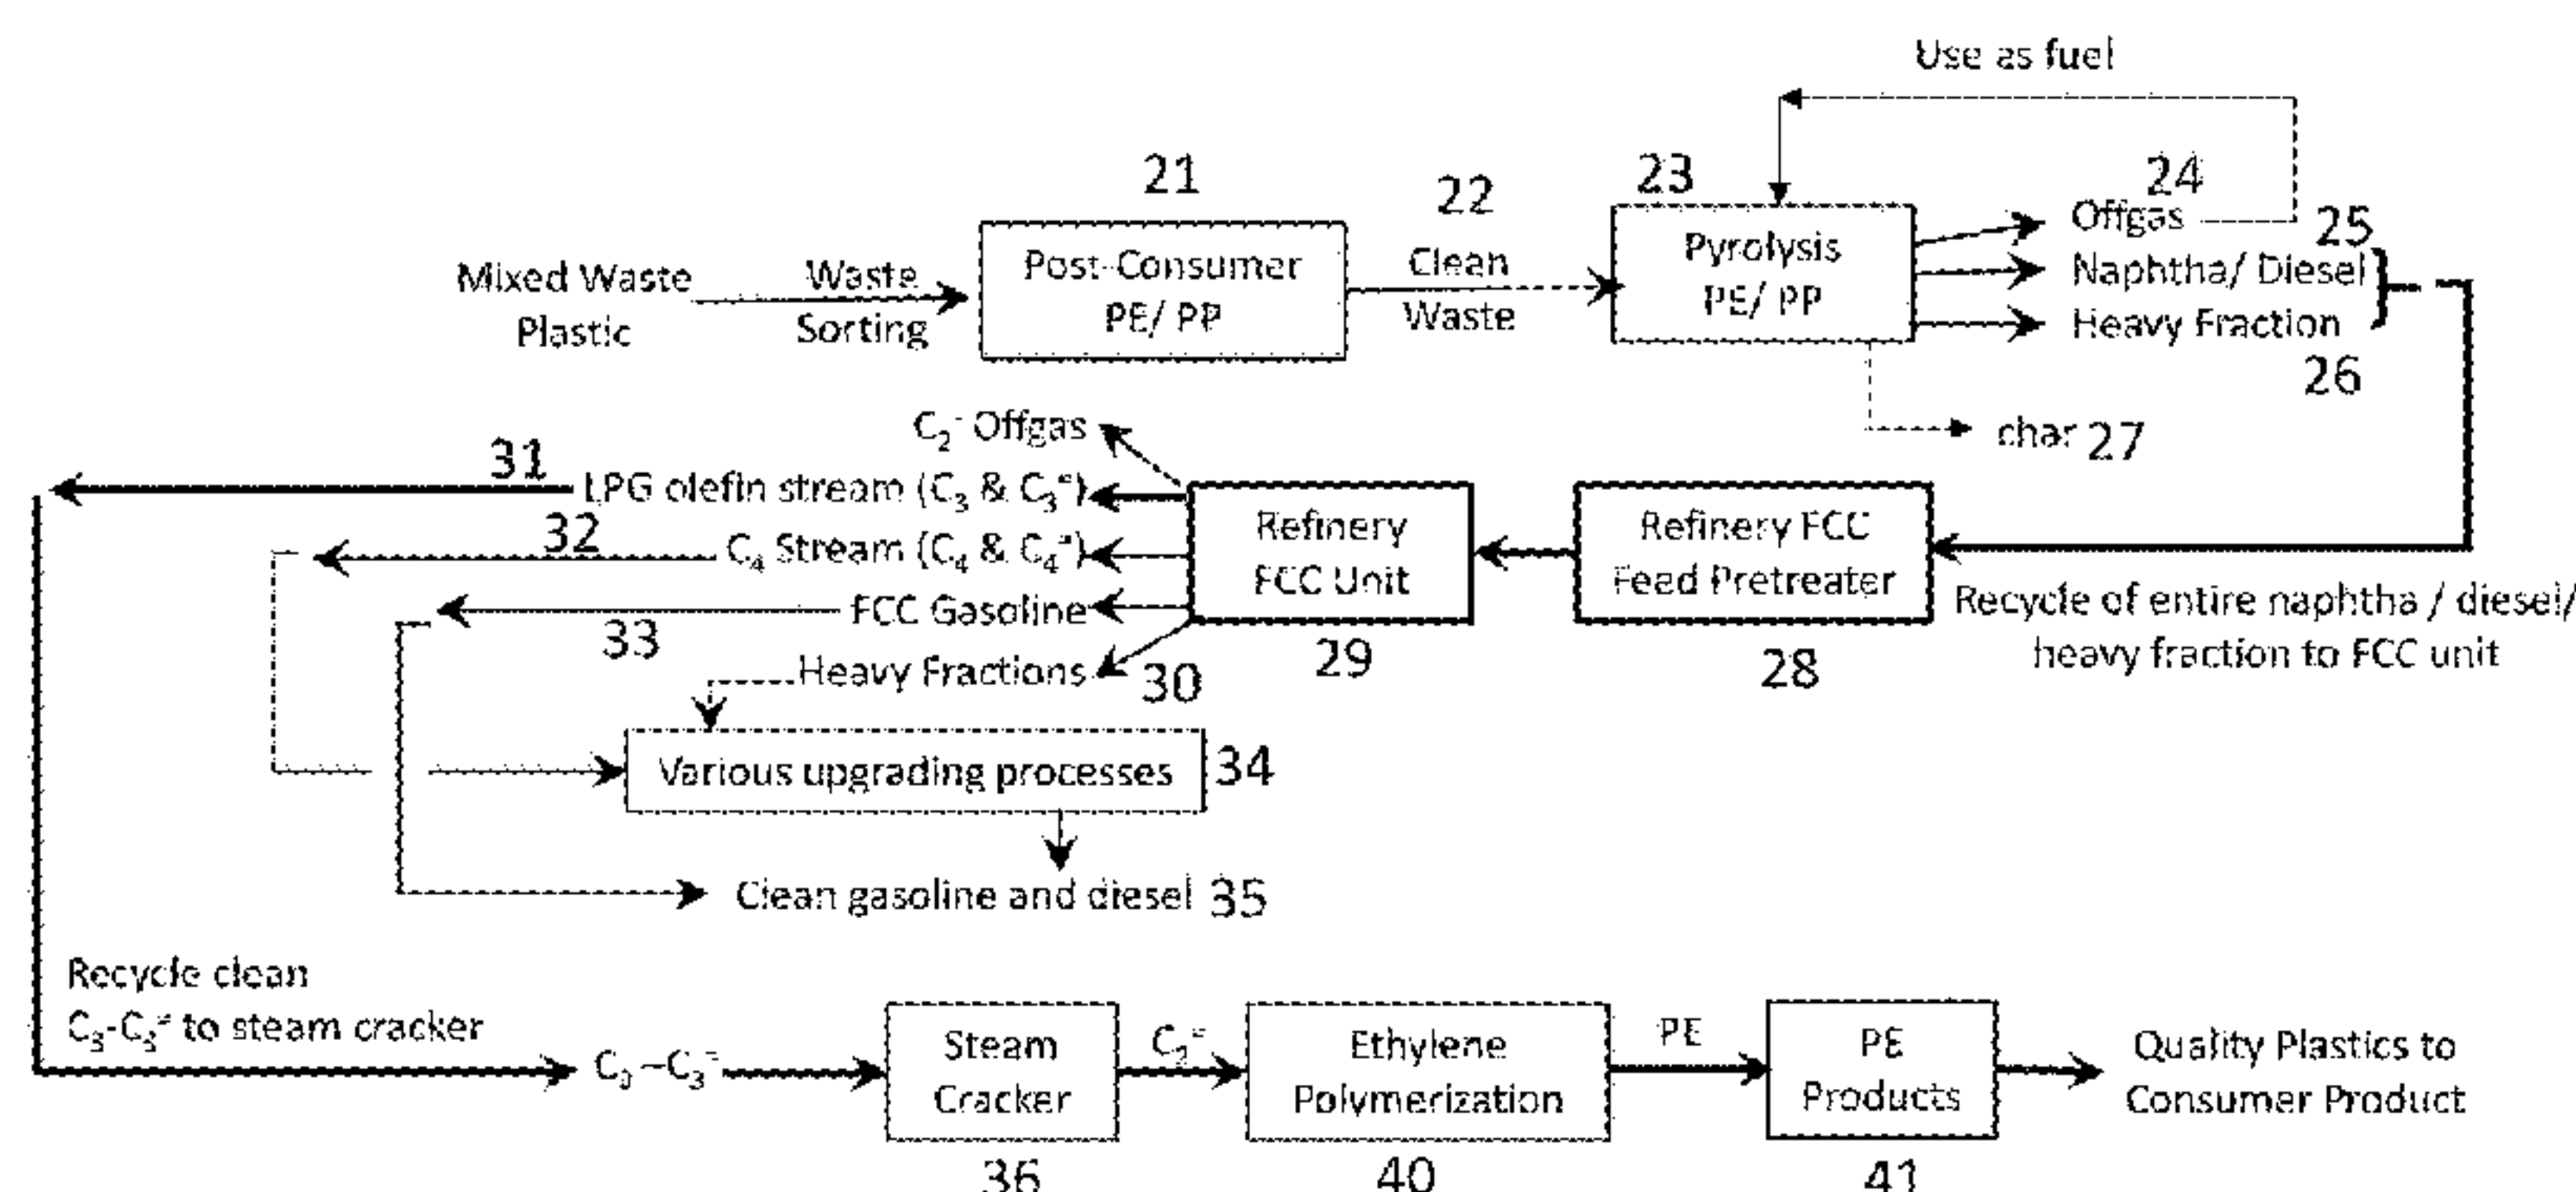 Use as fuel
21
22
23
24
25
Mixed Waste
Plastic
Waste
Sorting
Post-Consumer
PE/ PP
Clean
Waste
Pyrolysis
PE/ PP
Offgas
Naphtha/ Diesel
Heavy Fraction
26
char 27
C₂⁻ Offgas
31
LPG olefin stream (C₃ & C₃⁼)
32
C₄ Stream (C₄ & C₄⁼)
FCC Gasoline
33
Heavy Fractions
30
Refinery
FCC Unit
29
Refinery FCC
Feed Pretreater
28
Recycle of entire naphtha / diesel/
heavy fraction to FCC unit
Various upgrading processes
34
Clean gasoline and diesel 35
Recycle clean
C₃-C₃⁼ to steam cracker
C₃ –C₃⁼
Steam
Cracker
36
C₂⁼
Ethylene
Polymerization
40
PE
PE
Products
41
Quality Plastics to
Consumer Product